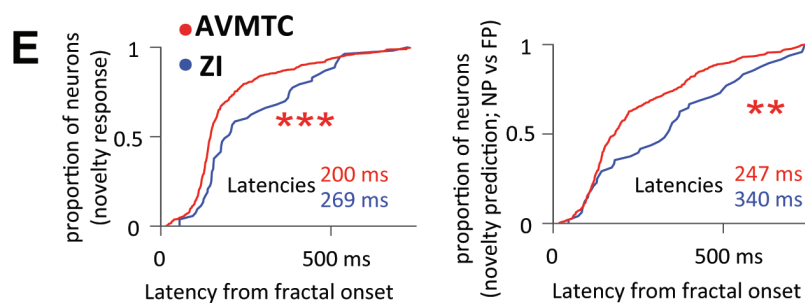 E
AVMTC
ZI
proportion of neurons
(novelty response)
1
0.5
0
***
Latencies
200 ms
269 ms
0
500 ms
Latency from fractal onset
proportion of neurons
(novelty prediction; NP vs FP)
1
0.5
0
**
Latencies
247 ms
340 ms
0
500 ms
Latency from fractal onset